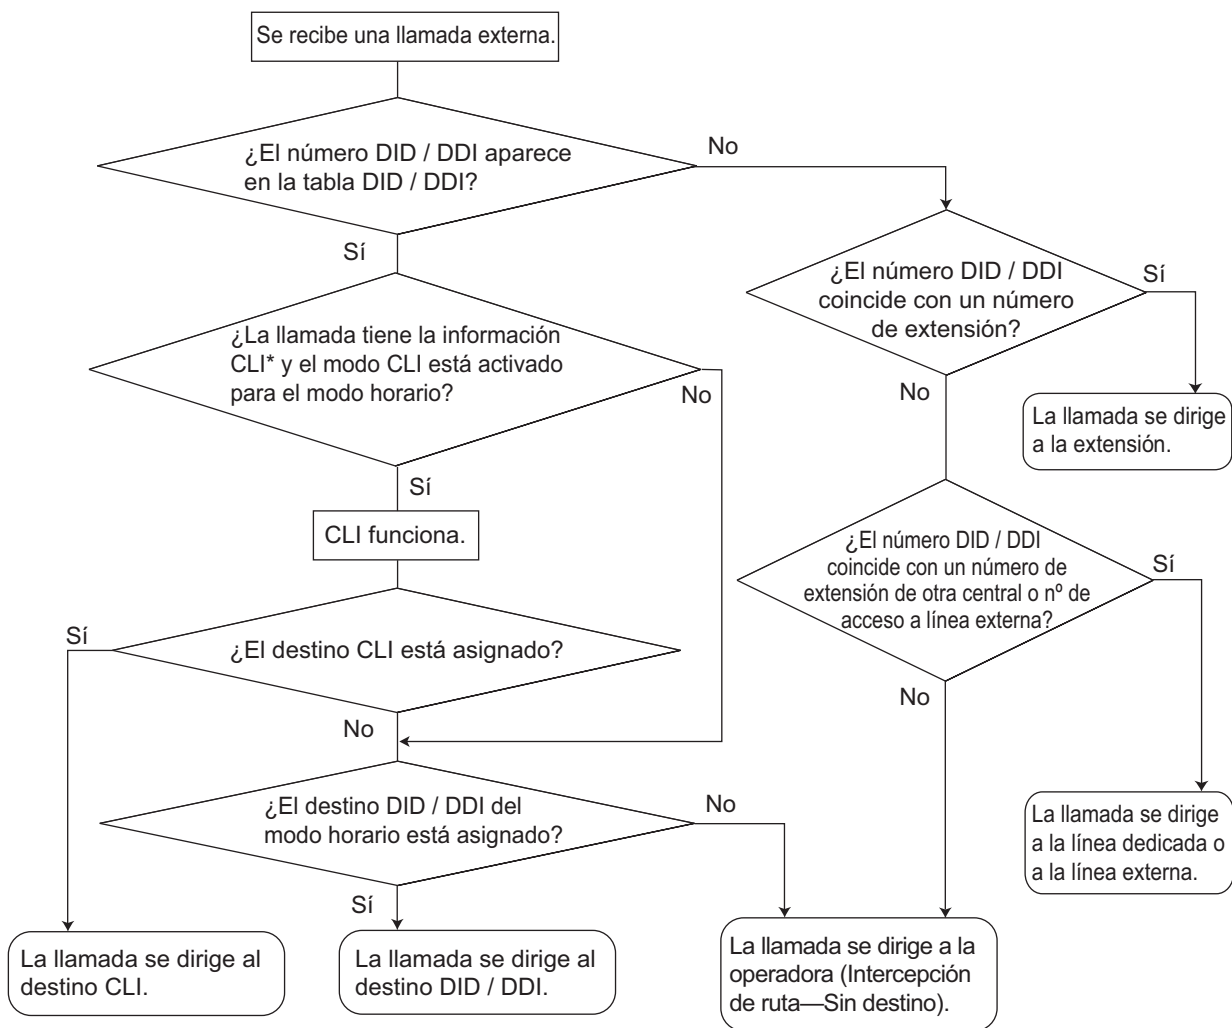 Se recibe una llamada externa.
¿El número DID / DDI aparece
en la tabla DID / DDI?
No
Sí
¿El número DID / DDI
coincide con un número
de extensión?
Sí
No
La llamada se dirige
a la extensión.
¿La llamada tiene la información
CLI* y el modo CLI está activado
para el modo horario?
No
Sí
CLI funciona.
¿El número DID / DDI
coincide con un número de
extensión de otra central o nº de
acceso a línea externa?
Sí
No
¿El destino CLI está asignado?
Sí
No
¿El destino DID / DDI del
modo horario está asignado?
No
Sí
La llamada se dirige
a la línea dedicada o
a la línea externa.
La llamada se dirige al
destino CLI.
La llamada se dirige al
destino DID / DDI.
La llamada se dirige a la
operadora (Intercepción
de ruta—Sin destino).